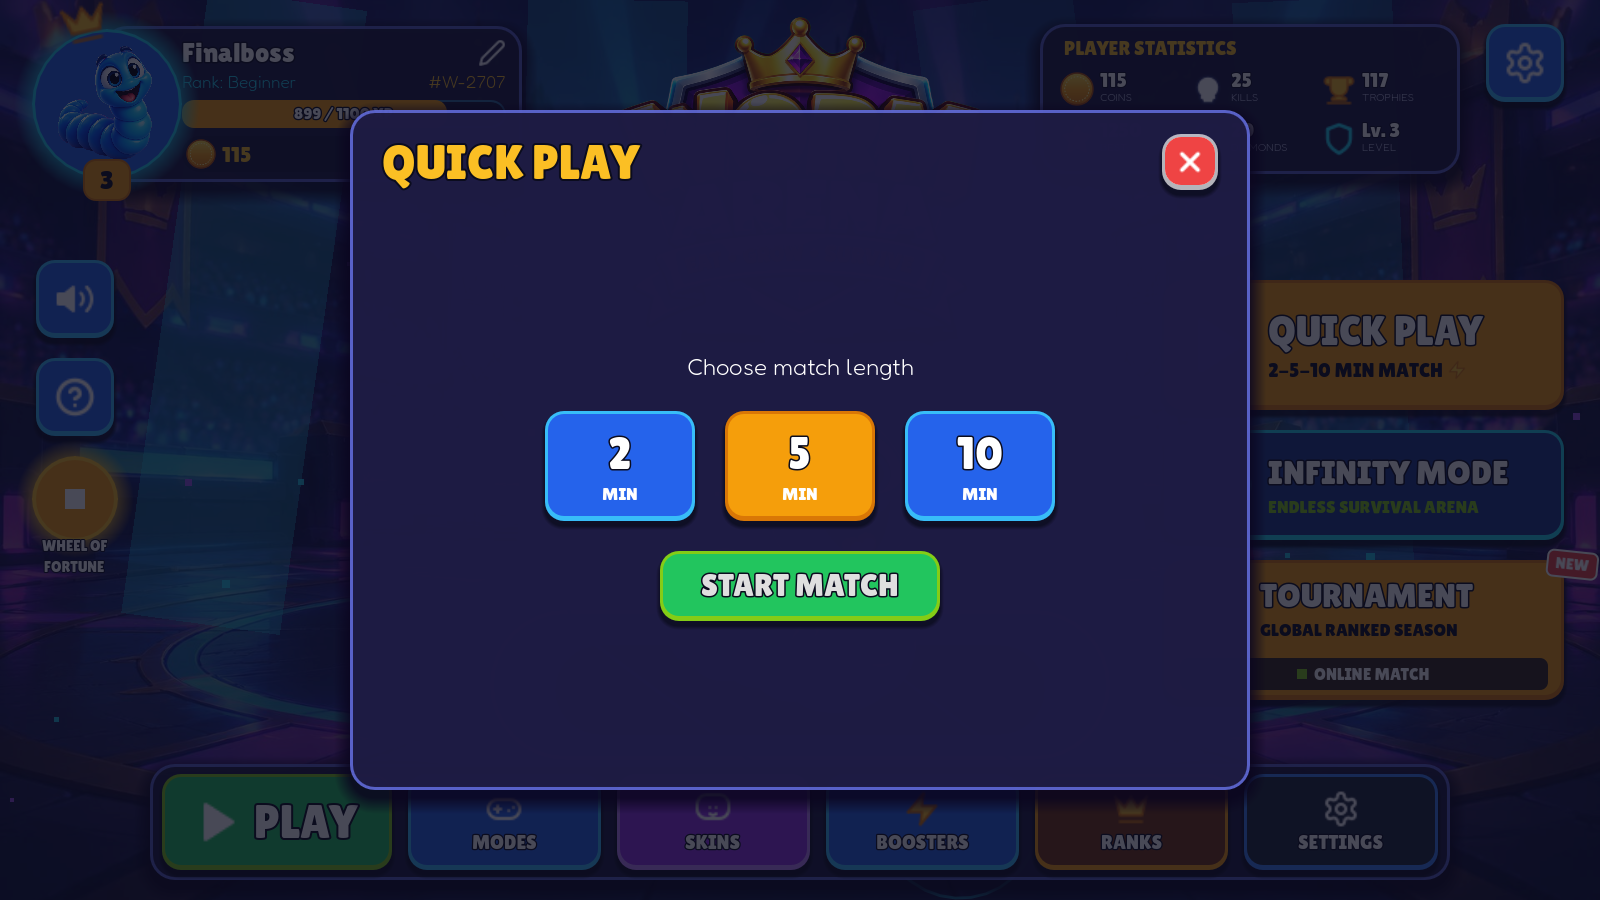 Finalboss
Rank: Beginner
#W-2707
899 / 1100
115
3
PLAYER STATISTICS
115
COINS
25
KILLS
117
TROPHIES
Lv. 3
LEVEL
QUICK PLAY
Choose match length
2
MIN
5
MIN
10
MIN
START MATCH
WHEEL OF
FORTUNE
QUICK PLAY
2-5-10 MIN MATCH
INFINITY MODE
ENDLESS SURVIVAL ARENA
NEW
TOURNAMENT
GLOBAL RANKED SEASON
ONLINE MATCH
PLAY
MODES
SKINS
BOOSTERS
RANKS
SETTINGS